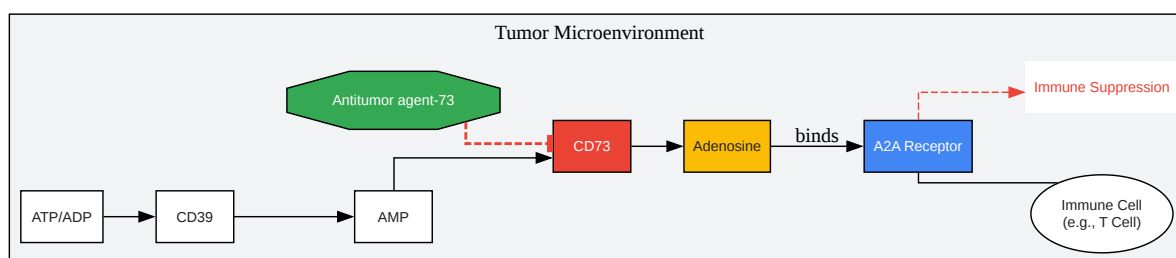 Tumor Microenvironment
Immune Suppression
Antitumor agent-73
CD73
Adenosine
binds
A2A Receptor
ATP/ADP
CD39
AMP
Immune Cell
(e.g., T Cell)